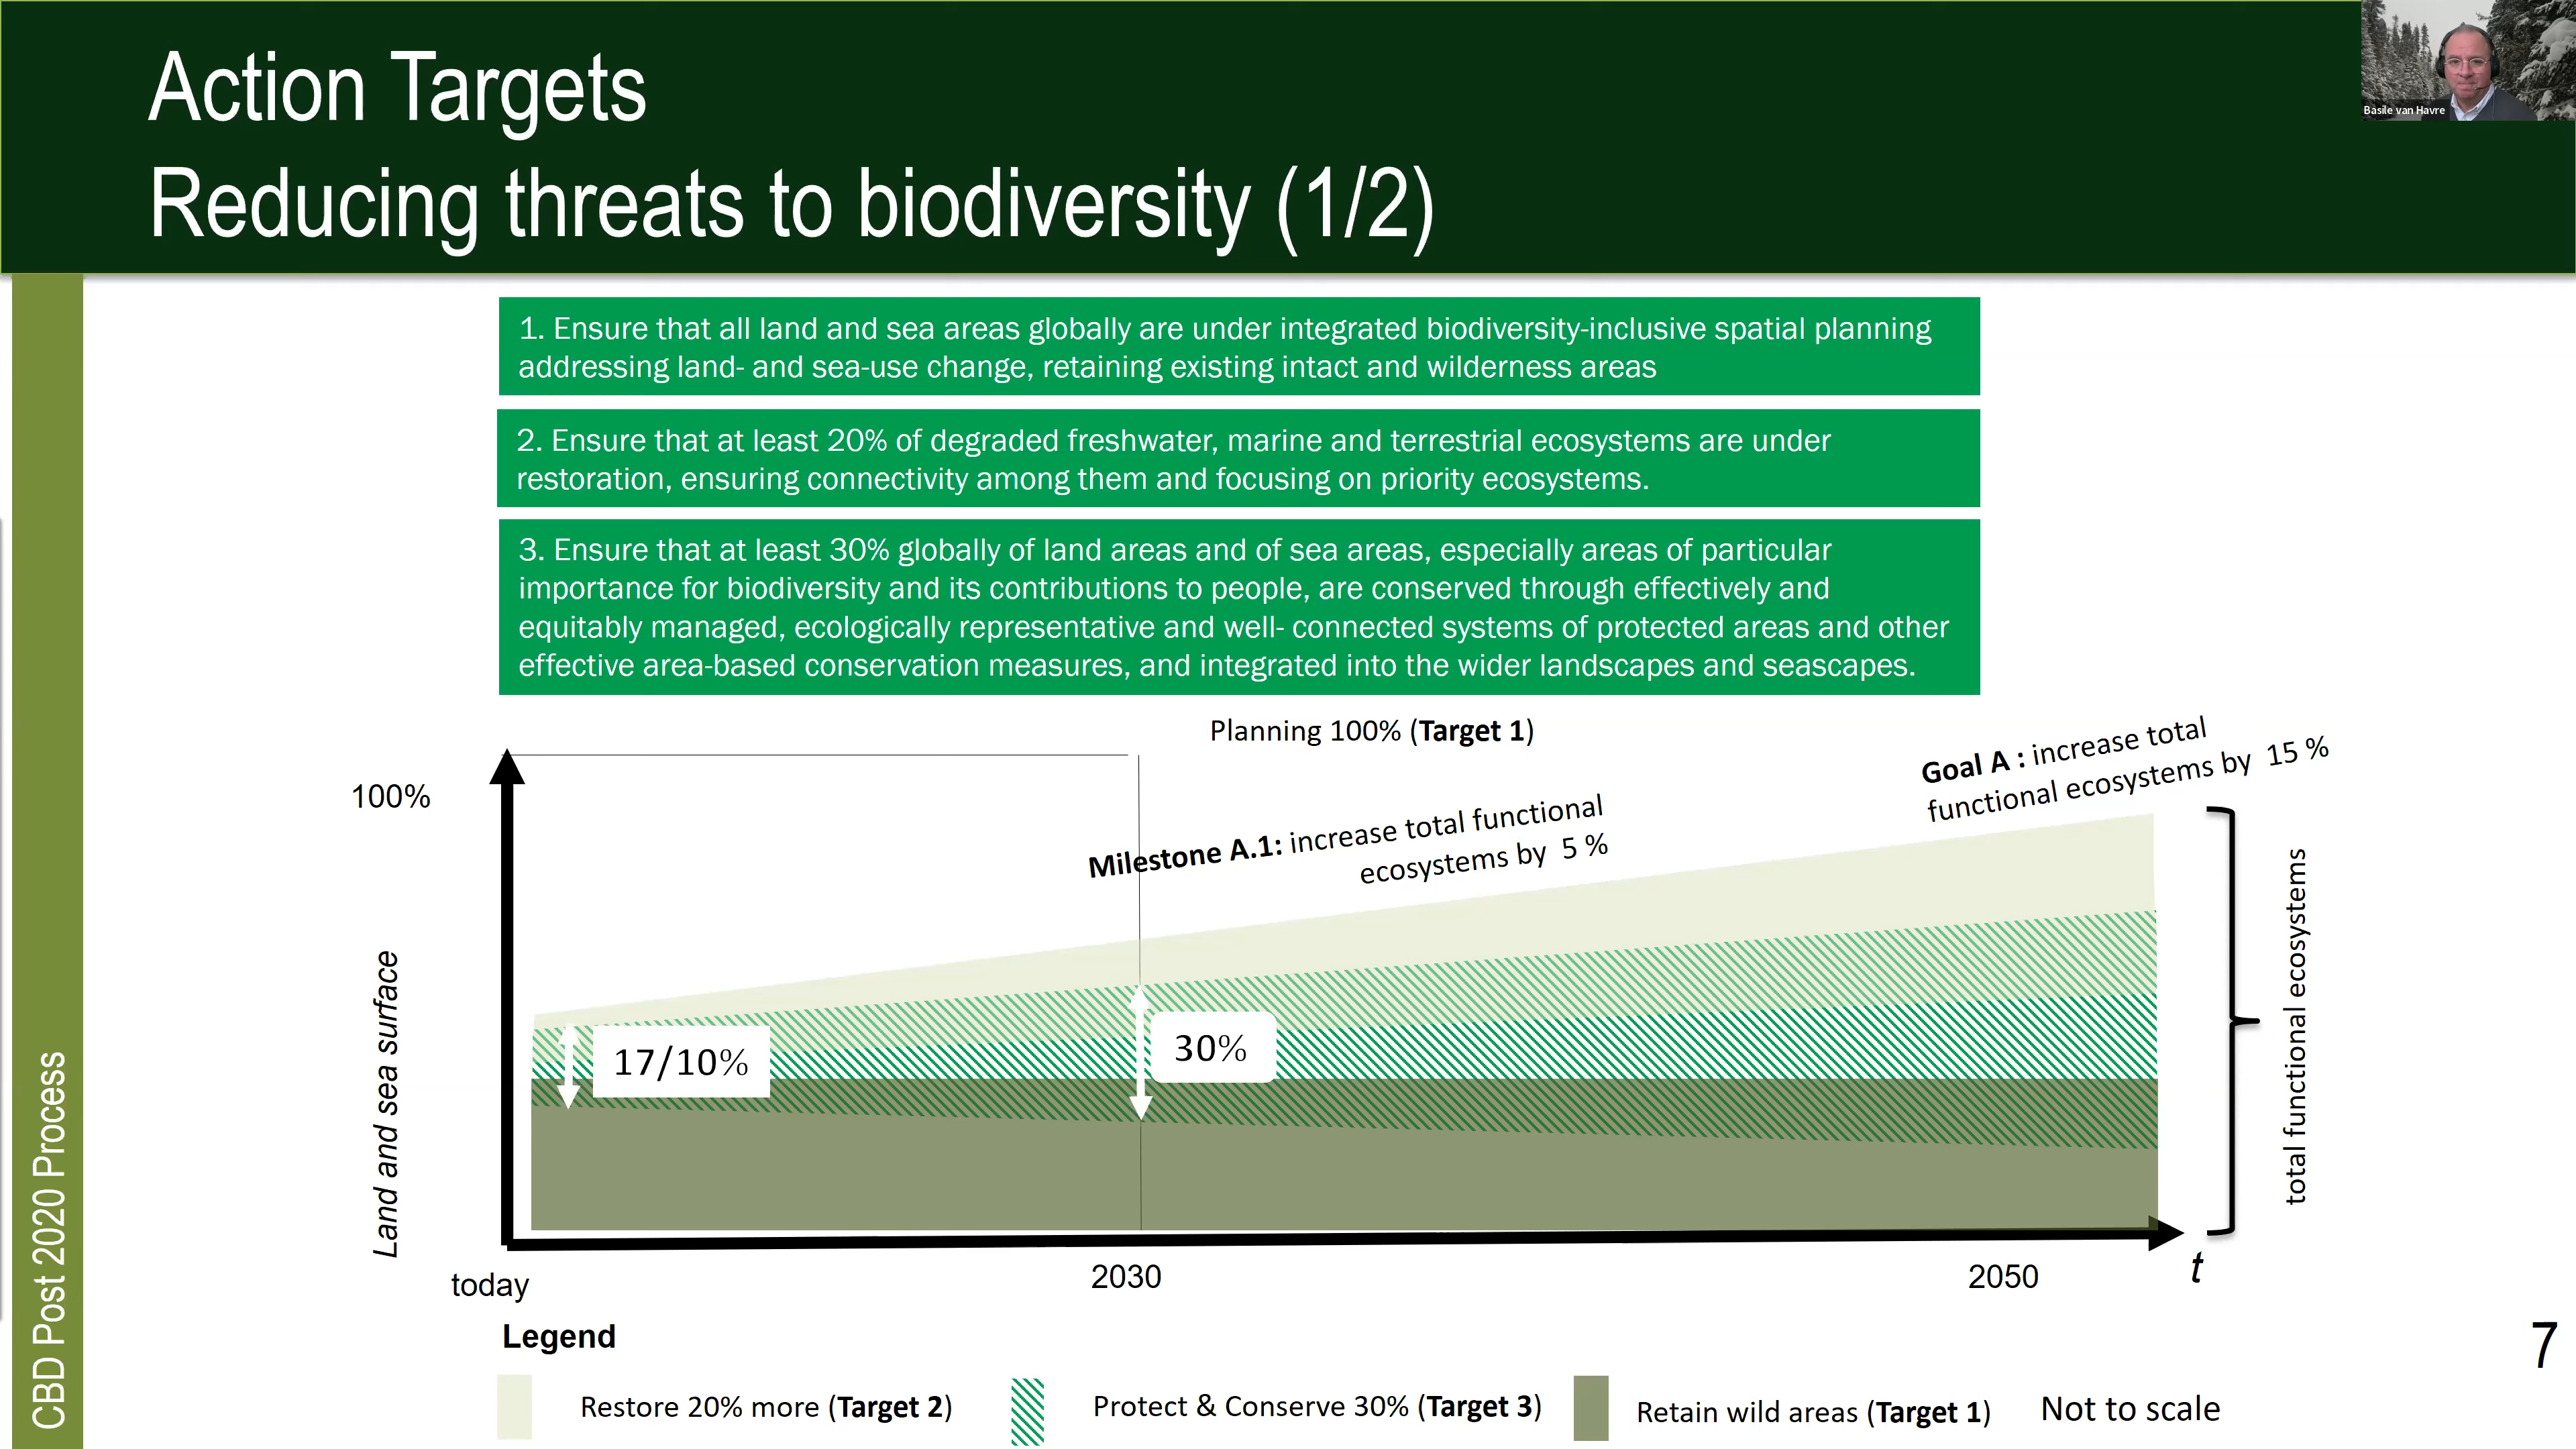 Action Targets
Reducing threats to biodiversity (1/2)
Basile van Havre
1. Ensure that all land and sea areas globally are under integrated biodiversity-inclusive spatial planning
addressing land- and sea-use change, retaining existing intact and wilderness areas
2. Ensure that at least 20% of degraded freshwater, marine and terrestrial ecosystems are under
restoration, ensuring connectivity among them and focusing on priority ecosystems.
3. Ensure that at least 30% globally of land areas and of sea areas, especially areas of particular
importance for biodiversity and its contributions to people, are conserved through effectively and
equitably managed, ecologically representative and well- connected systems of protected areas and other
effective area-based conservation measures, and integrated into the wider landscapes and seascapes.
Planning 100% (Target 1)
100%
Goal A : increase total
functional ecosystems by 15 %
Milestone A.1: increase total functional
ecosystems by 5 %
Land and sea surface
17/10%
30%
total functional ecosystems
today
2030
2050
t
CBD Post 2020 Process
Legend
Restore 20% more (Target 2)
Protect & Conserve 30% (Target 3)
Retain wild areas (Target 1)
Not to scale
7